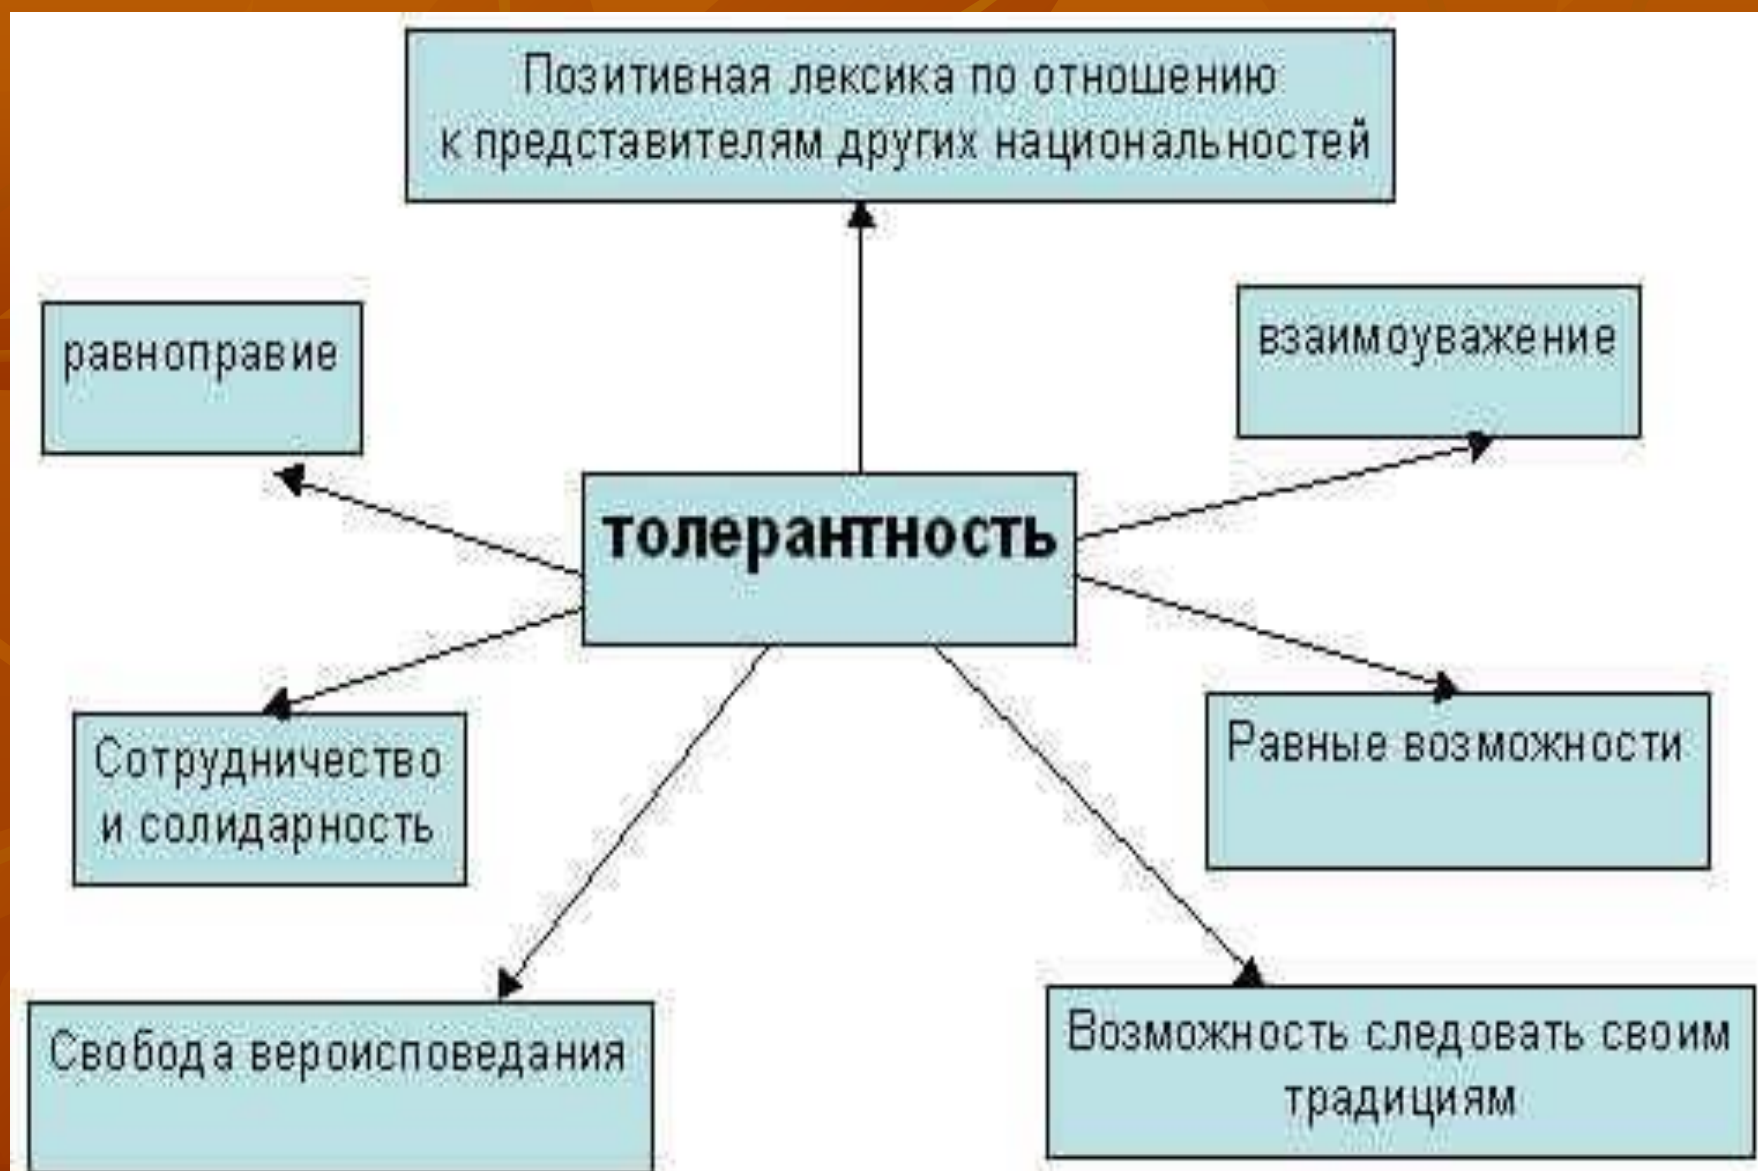 Позитивная лексика по отношению
к представителям других национальностей
равноправие
взаимоуважение
толерантность
Сотрудничество
и солидарность
Равные возможности
Свобода вероисповедания
Возможность следовать своим
традициям